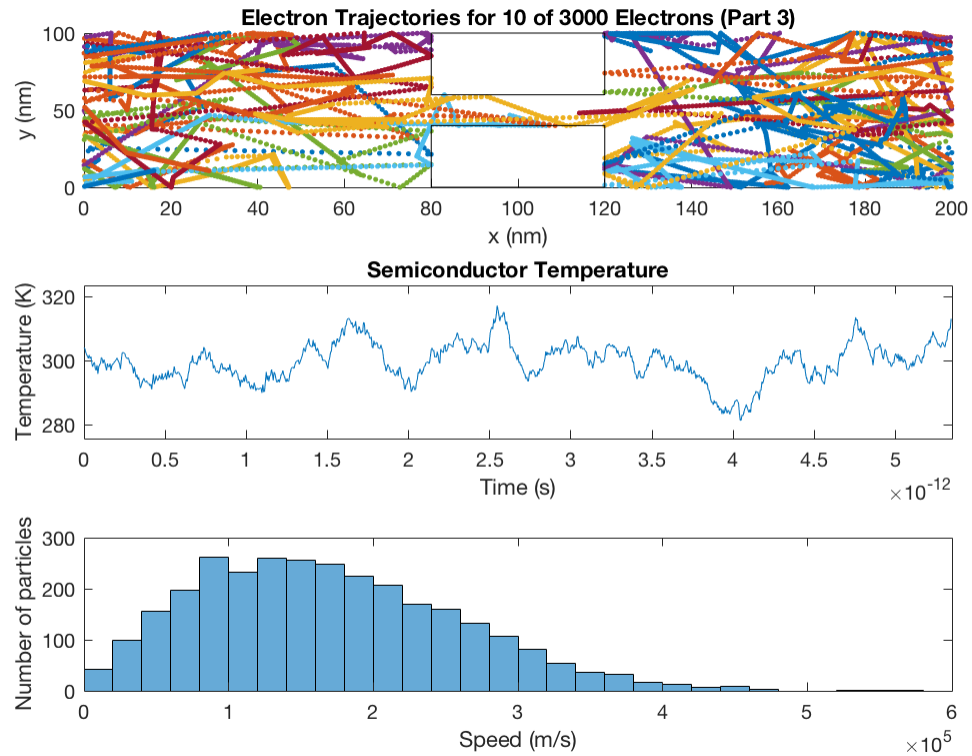 Electron Trajectories for 10 of 3000 Electrons (Part 3)
100
50
0
y (nm)
0 20 40 60 80 100 120 140 160 180 200
x (nm)
Semiconductor Temperature
320
300
280
Temperature (K)
0 0.5 1 1.5 2 2.5 3 3.5 4 4.5 5
Time (s)
×10-12
300
200
100
0
Number of particles
0 1 2 3 4 5 6
Speed (m/s)
×105